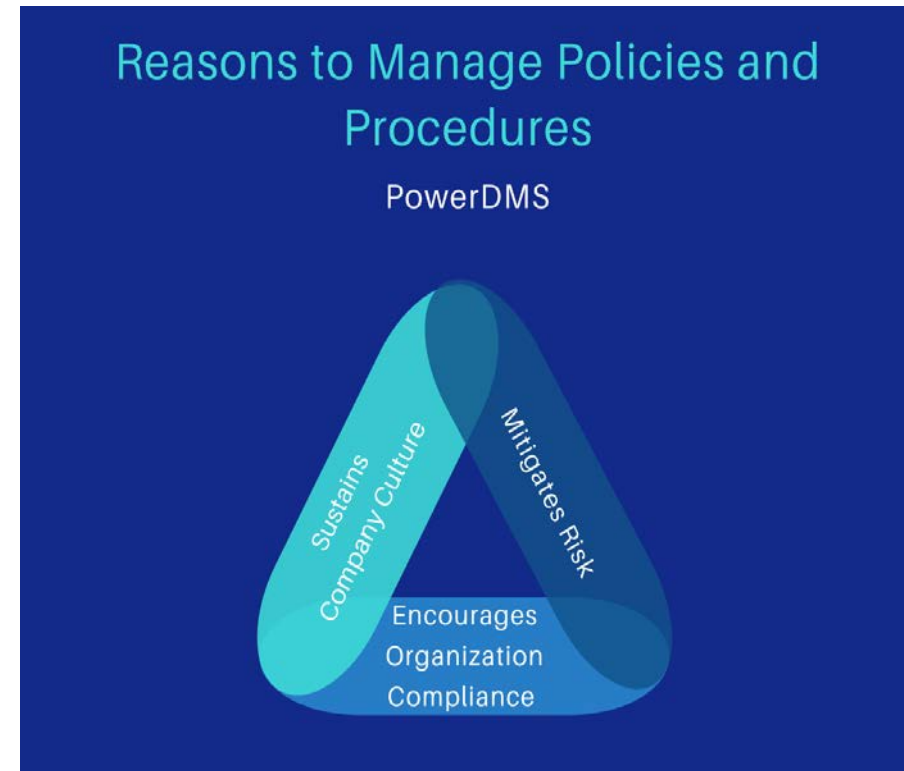 Reasons to Manage Policies and
Procedures
PowerDMS
Sustains
Company Culture
Mitigates Risk
Encourages
Organization
Compliance